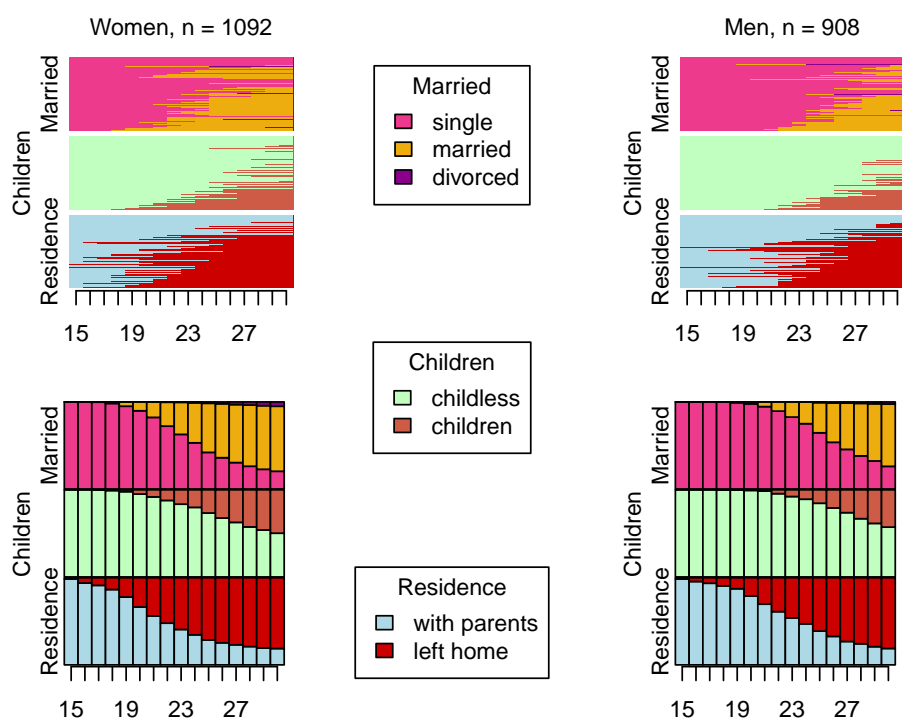 Women, n = 1092
Married
Children
Residence
15 19 23 27
Married
single
married
divorced
Men, n = 908
Married
Children
Residence
15 19 23 27
Children
childless
children
Married
Children
Residence
15 19 23 27
Residence
with parents
left home
Married
Children
Residence
15 19 23 27